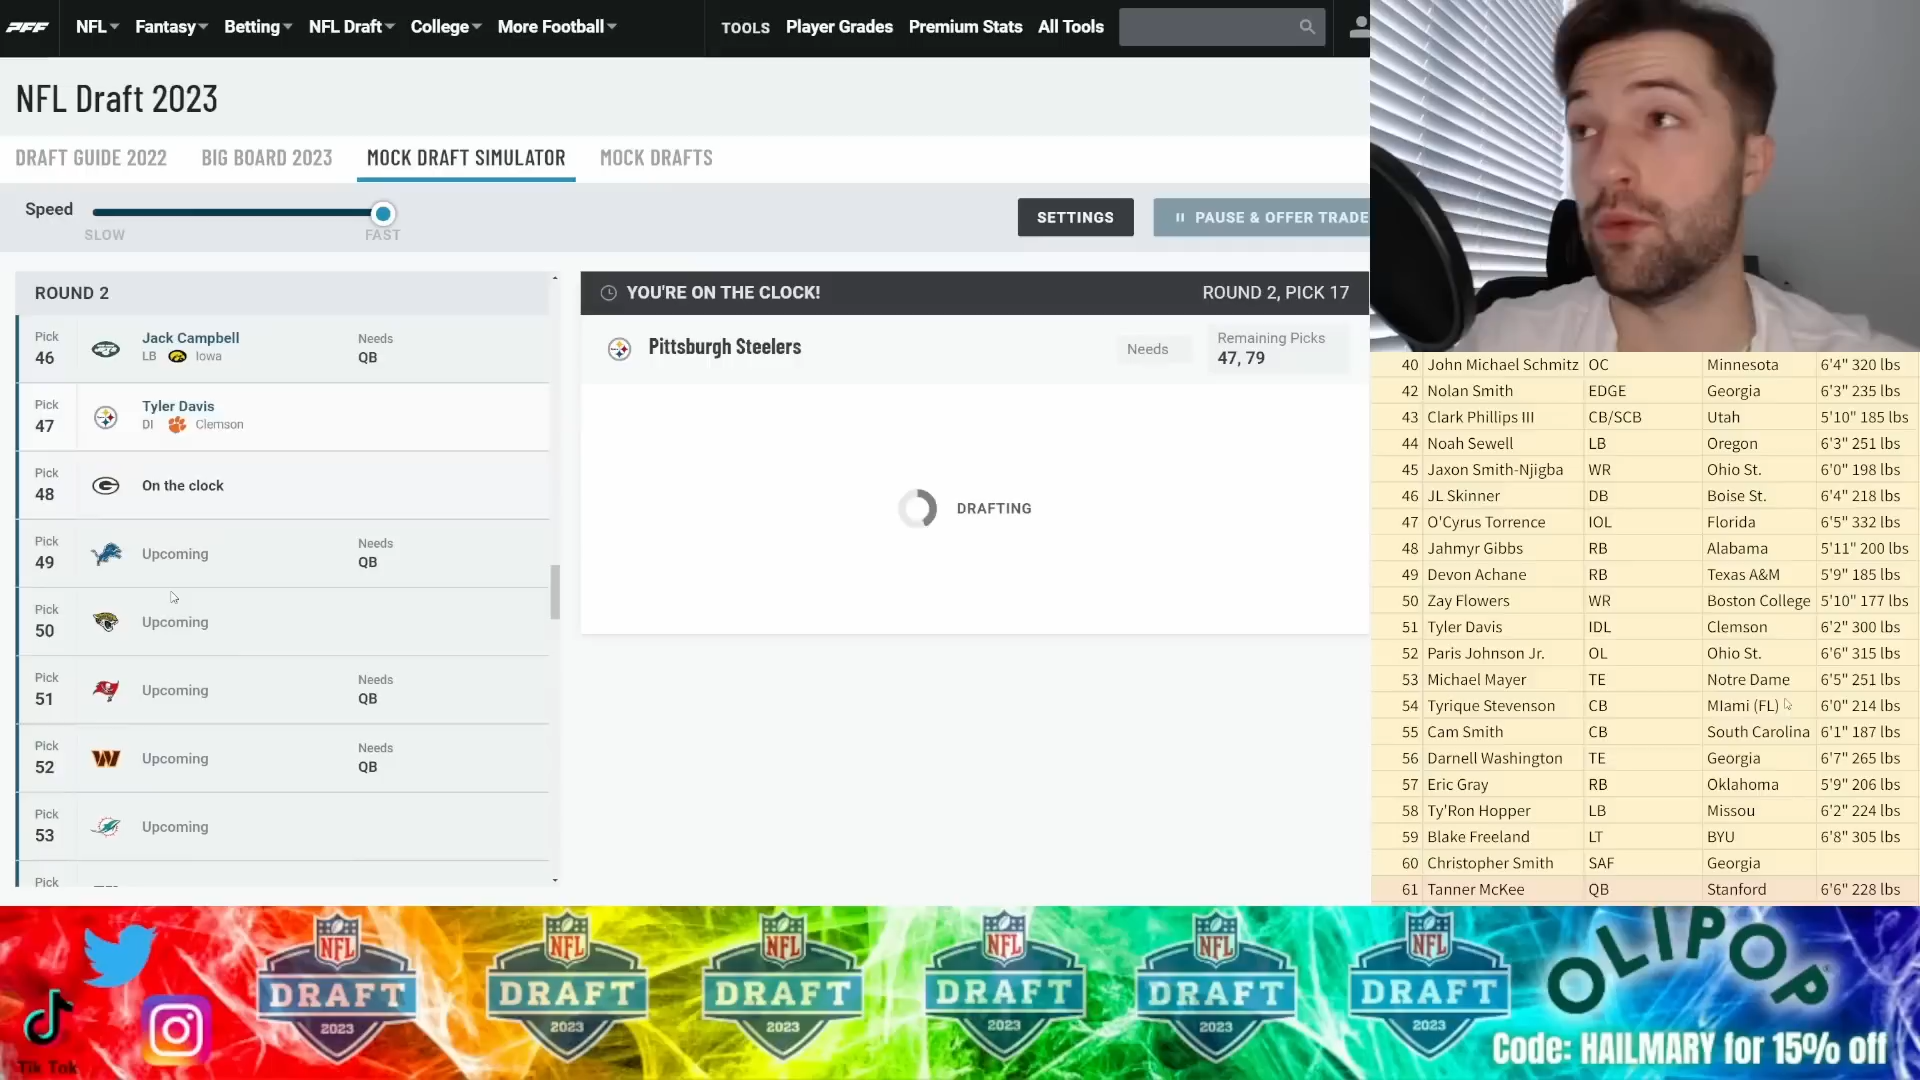 PFF
NFL
Fantasy
Betting
NFL Draft
College
More Football
TOOLS
Player Grades
Premium Stats
All Tools
NFL Draft 2023
DRAFT GUIDE 2022
BIG BOARD 2023
MOCK DRAFT SIMULATOR
MOCK DRAFTS
Speed
SLOW
FAST
SETTINGS
PAUSE & OFFER TRADE
ROUND 2
Pick 46
Jack Campbell
LB Iowa
Needs
QB
Pick 47
Tyler Davis
DI Clemson
Pick 48
On the clock
Pick 49
Upcoming
Needs
QB
Pick 50
Upcoming
Pick 51
Upcoming
Needs
QB
Pick 52
Upcoming
Needs
QB
Pick 53
Upcoming
Pick
YOU'RE ON THE CLOCK!
ROUND 2, PICK 17
Pittsburgh Steelers
Needs
Remaining Picks
47, 79
DRAFTING
40 John Michael Schmitz OC Minnesota 6'4" 320 lbs
42 Nolan Smith EDGE Georgia 6'3" 235 lbs
43 Clark Phillips III CB/SCB Utah 5'10" 185 lbs
44 Noah Sewell LB Oregon 6'3" 251 lbs
45 Jaxon Smith-Njigba WR Ohio St. 6'0" 198 lbs
46 JL Skinner DB Boise St. 6'4" 218 lbs
47 O'Cyrus Torrence IOL Florida 6'5" 332 lbs
48 Jahmyr Gibbs RB Alabama 5'11" 200 lbs
49 Devon Achane RB Texas A&M 5'9" 185 lbs
50 Zay Flowers WR Boston College 5'10" 177 lbs
51 Tyler Davis IDL Clemson 6'2" 300 lbs
52 Paris Johnson Jr. OL Ohio St. 6'6" 315 lbs
53 Michael Mayer TE Notre Dame 6'5" 251 lbs
54 Tyrique Stevenson CB MIami (FL) 6'0" 214 lbs
55 Cam Smith CB South Carolina 6'1" 187 lbs
56 Darnell Washington TE Georgia 6'7" 265 lbs
57 Eric Gray RB Oklahoma 5'9" 206 lbs
58 Ty'Ron Hopper LB Missou 6'2" 224 lbs
59 Blake Freeland LT BYU 6'8" 305 lbs
60 Christopher Smith SAF Georgia
61 Tanner McKee QB Stanford 6'6" 228 lbs
Tik Tok
NFL DRAFT 2023
NFL DRAFT 2023
NFL DRAFT 2023
NFL DRAFT 2023
NFL DRAFT 2023
NFL DRAFT 2023
OLIPOP
Code: HAILMARY for 15% off